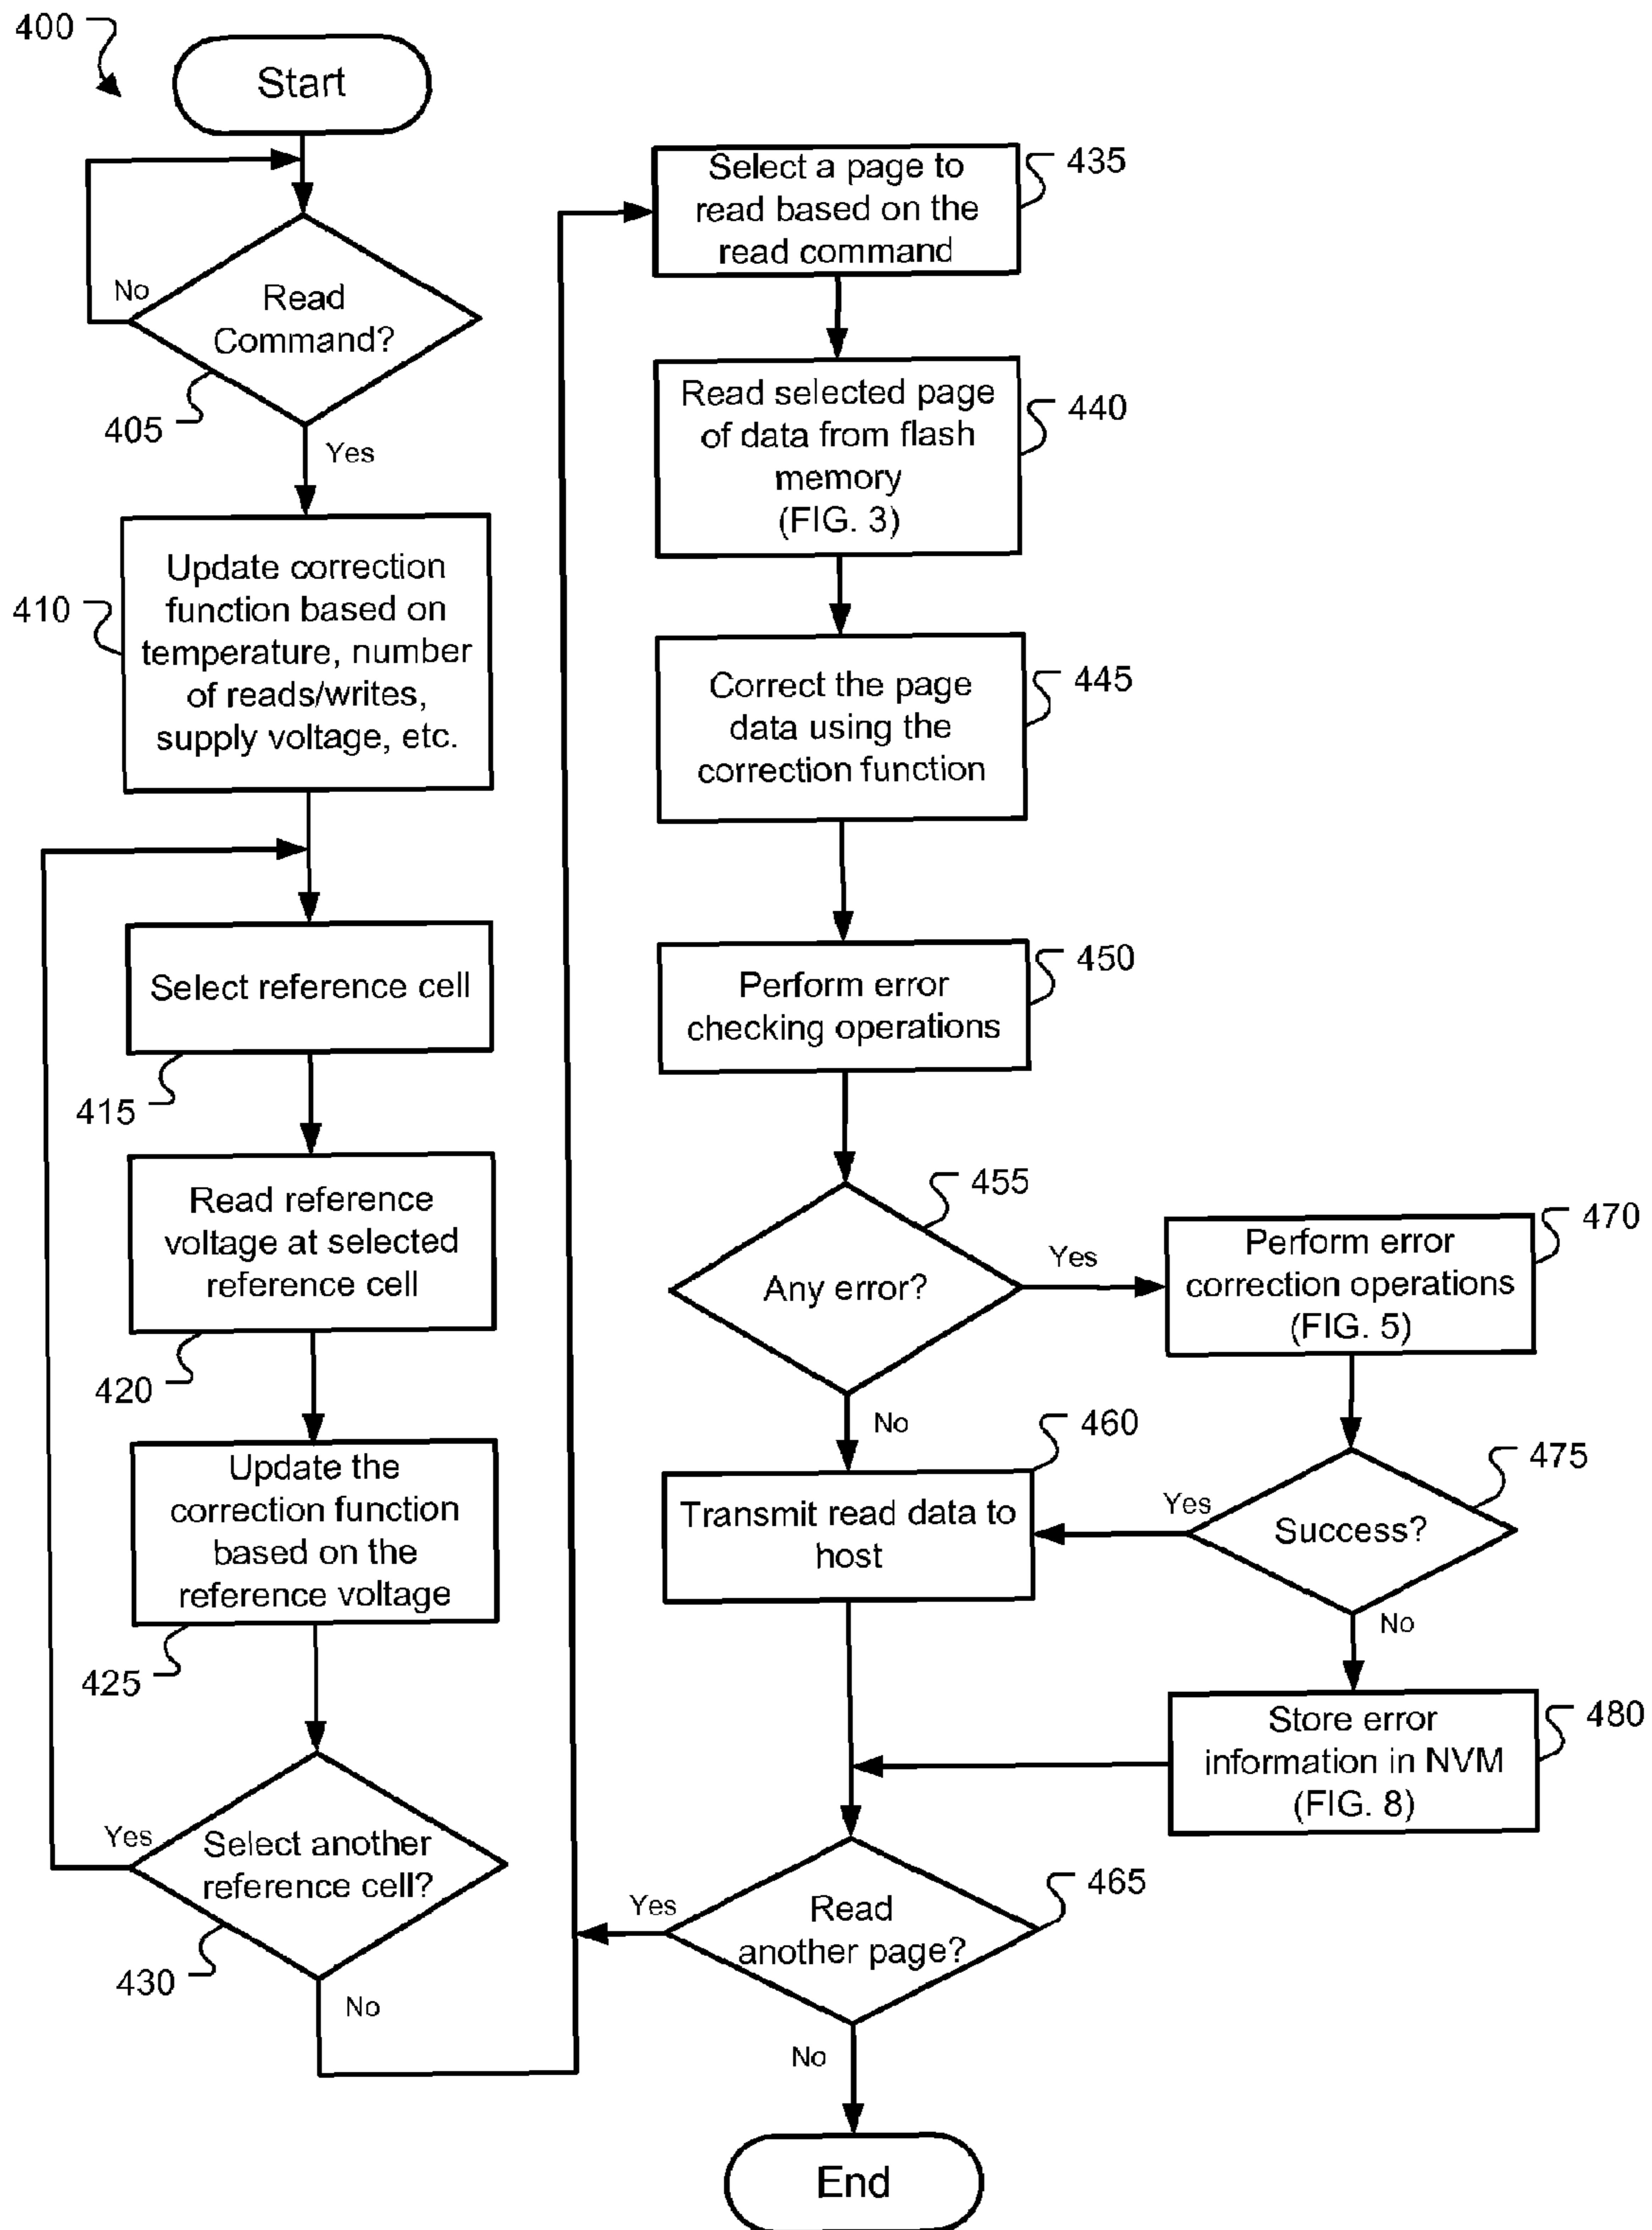 400
Start
No
Read
Command?
405
Yes
410
Update correction
function based on
temperature, number
of reads/writes,
supply voltage, etc.
Select reference cell
415
Read reference
voltage at selected
reference cell
420
Update the
correction function
based on the
reference voltage
425
Yes
Select another
reference cell?
430
No
Select a page to
read based on the
read command
435
Read selected page
of data from flash
memory
(FIG. 3)
440
Correct the page
data using the
correction function
445
Perform error
checking operations
450
455
Any error?
Yes
No
Perform error
correction operations
(FIG. 5)
470
460
Transmit read data to
host
475
Yes
Success?
No
Store error
information in NVM
(FIG. 8)
480
465
Yes
Read
another page?
No
End